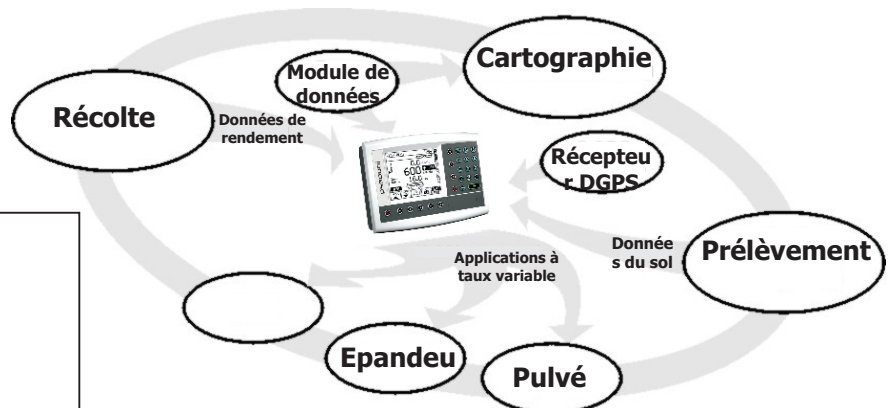 Cartographie
Module de
données
Récolte
Données de
rendement
Récepteu
r DGPS
600
Donnée
s du sol
Prélèvement
Applications à
taux variable
Epandeu
Pulvé